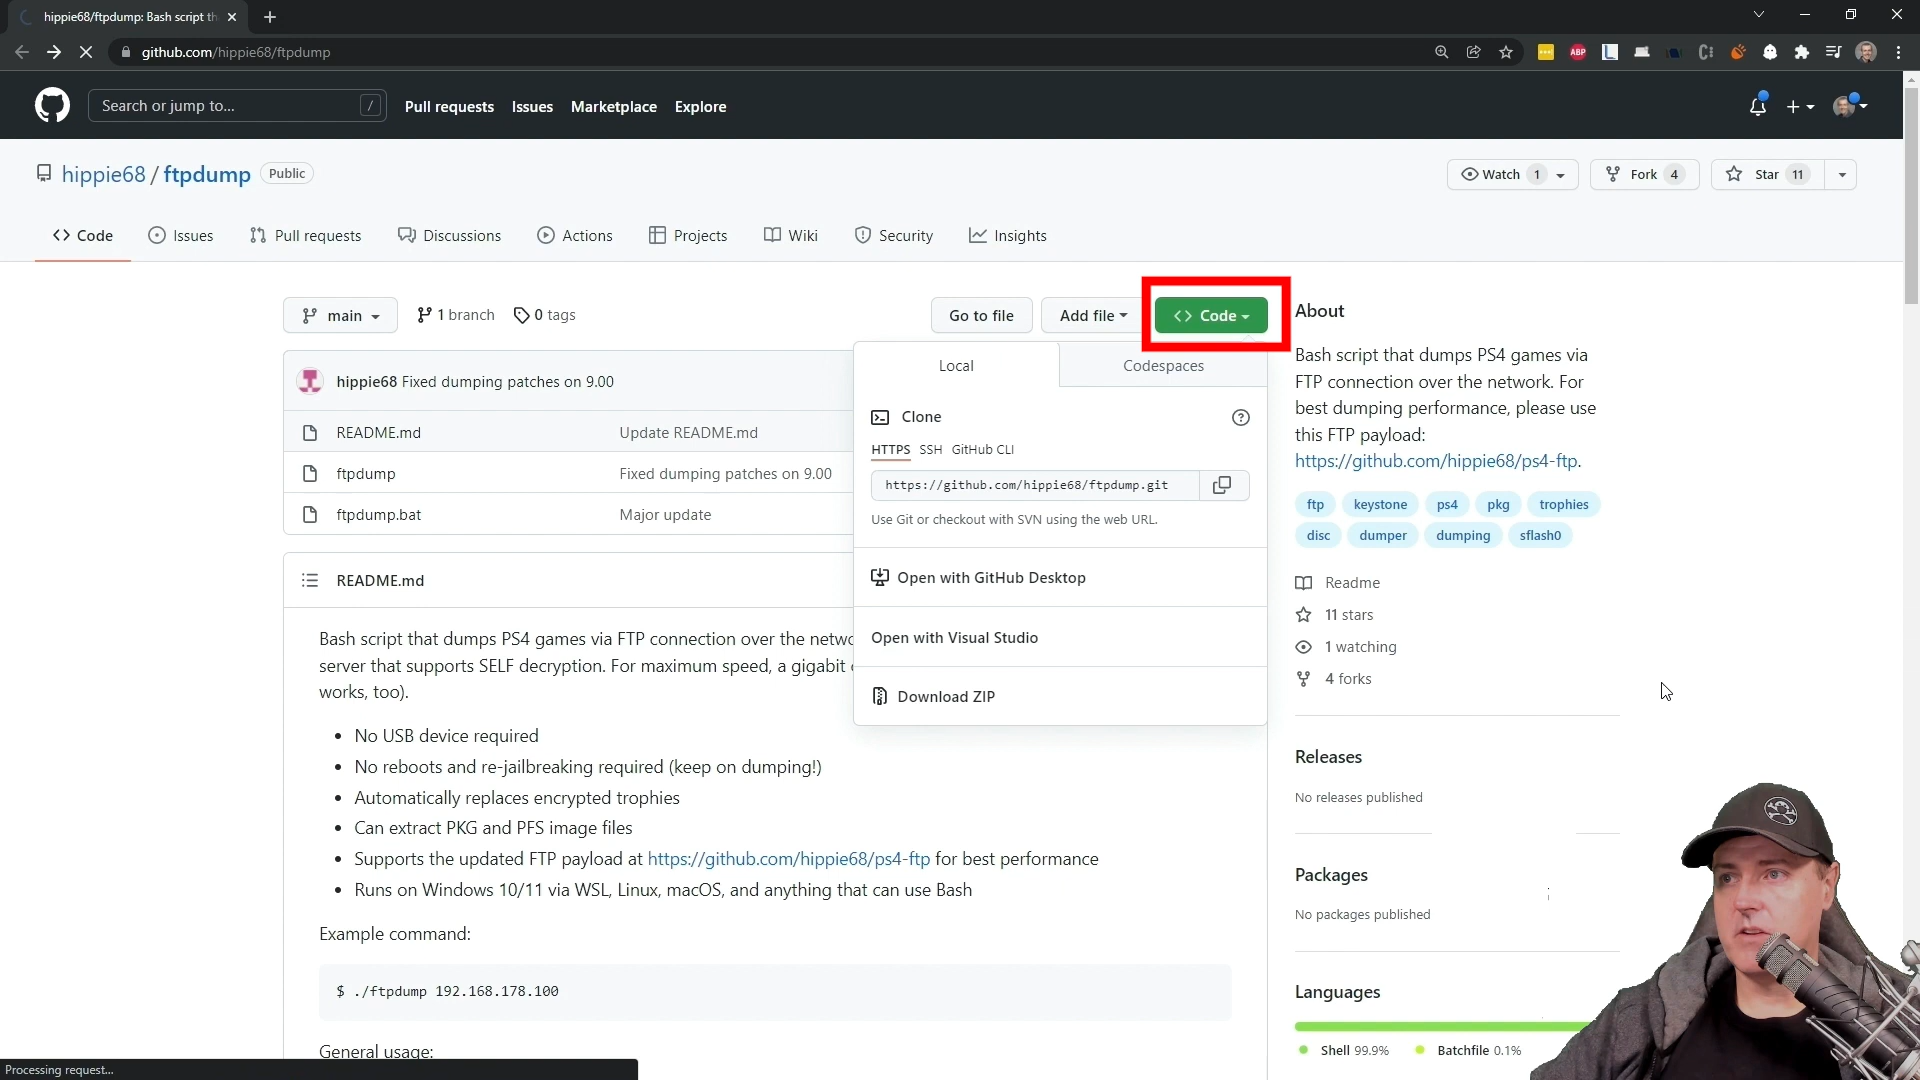 hippie68/ftpdump: Bash script th
github.com/hippie68/ftpdump
ABP
Search or jump to... /
Pull requests Issues Marketplace Explore
hippie68 / ftpdump Public
Watch 1
Fork 4
Star 11
Code
Issues
Pull requests
Discussions
Actions
Projects
Wiki
Security
Insights
main
1 branch
0 tags
Go to file
Add file
Code
hippie68 Fixed dumping patches on 9.00
README.md Update README.md
ftpdump Fixed dumping patches on 9.00
ftpdump.bat Major update
Local
Codespaces
Clone
HTTPS SSH GitHub CLI
https://github.com/hippie68/ftpdump.git
Use Git or checkout with SVN using the web URL.
Open with GitHub Desktop
Open with Visual Studio
Download ZIP
README.md
Bash script that dumps PS4 games via FTP connection over the netwo
server that supports SELF decryption. For maximum speed, a gigabit
works, too).
• No USB device required
• No reboots and re-jailbreaking required (keep on dumping!)
• Automatically replaces encrypted trophies
• Can extract PKG and PFS image files
• Supports the updated FTP payload at https://github.com/hippie68/ps4-ftp for best performance
• Runs on Windows 10/11 via WSL, Linux, macOS, and anything that can use Bash
Example command:
$ ./ftpdump 192.168.178.100
General usage:
About
Bash script that dumps PS4 games via
FTP connection over the network. For
best dumping performance, please use
this FTP payload:
https://github.com/hippie68/ps4-ftp.
ftp keystone ps4 pkg trophies
disc dumper dumping sflash0
Readme
11 stars
1 watching
4 forks
Releases
No releases published
Packages
No packages published
Languages
Shell 99.9% Batchfile 0.1%
Processing request...